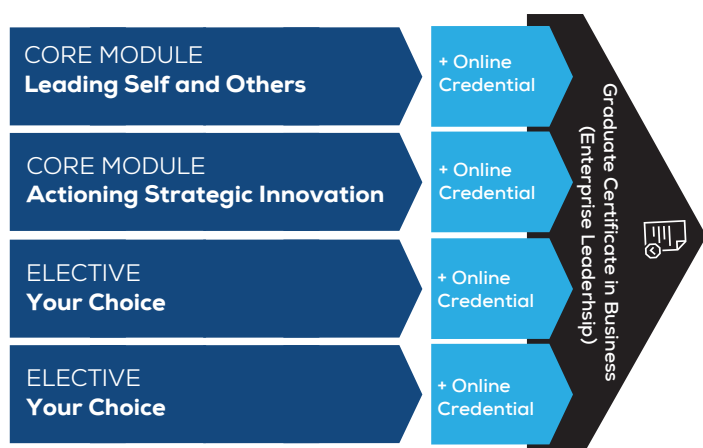 CORE MODULE
Leading Self and Others
+ Online
Credential
CORE MODULE
Actioning Strategic Innovation
+ Online
Credential
ELECTIVE
Your Choice
+ Online
Credential
ELECTIVE
Your Choice
+ Online
Credential
Graduate Certificate in Business
(Enterprise Leaderhsip)